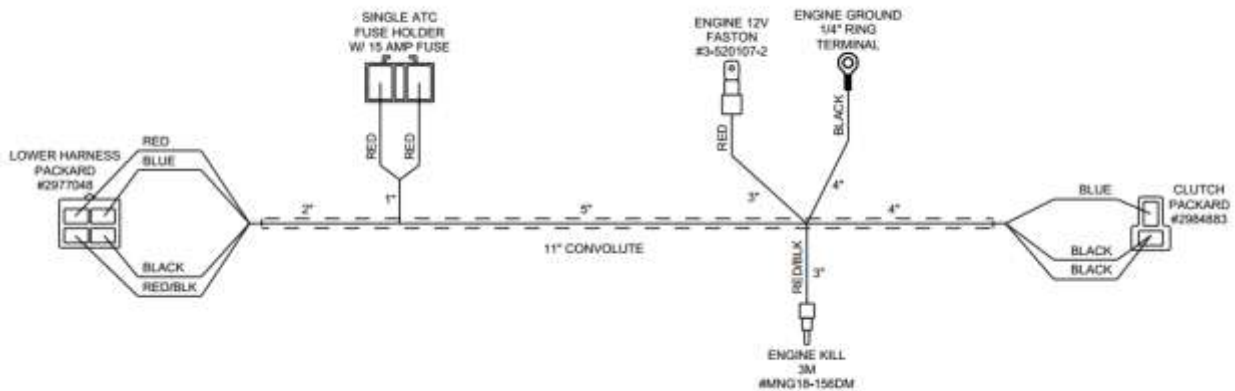 SINGLE ATC
FUSE HOLDER
W/ 15 AMP FUSE
ENGINE 12V
FASTON
#3-520107-2
ENGINE GROUND
1/4" RING
TERMINAL
RED
RED
RED
BLACK
LOWER HARNESS
PACKARD
#2977048
RED
BLUE
BLACK
RED/BLK
2"
1"
5"
3"
4"
4"
11" CONVOLUTE
RED/BLK
3"
ENGINE KILL
3M
#MNG18-156DM
BLUE
BLACK
BLACK
CLUTCH
PACKARD
#2984883